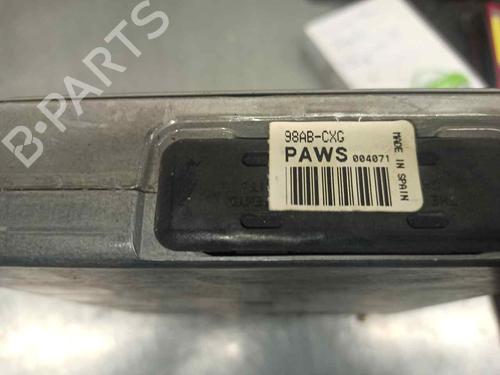 98AB-CXG
PAWS 004071
MADE IN SPAIN
B-PARTS